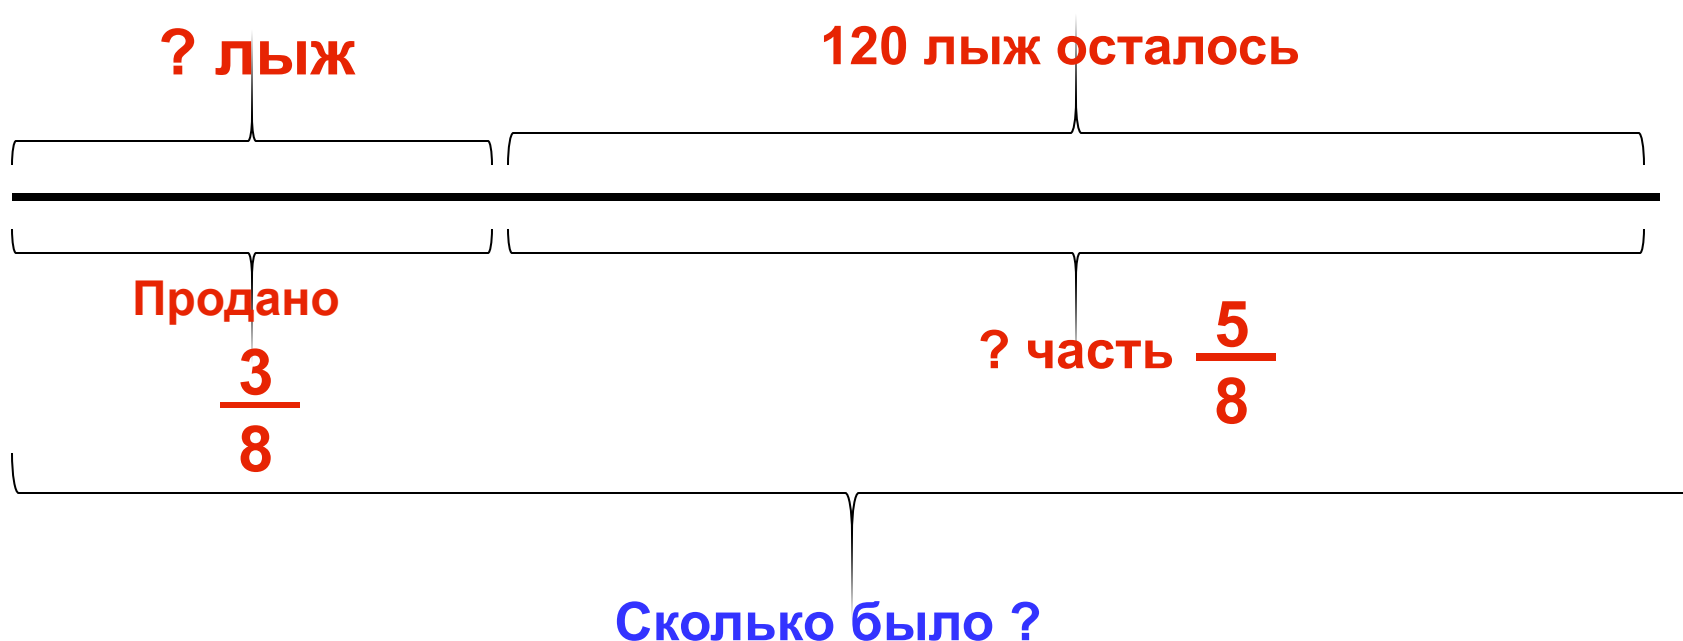 ? лыж
120 лыж осталось
Продано
3
8
? часть
5
8
Сколько было ?